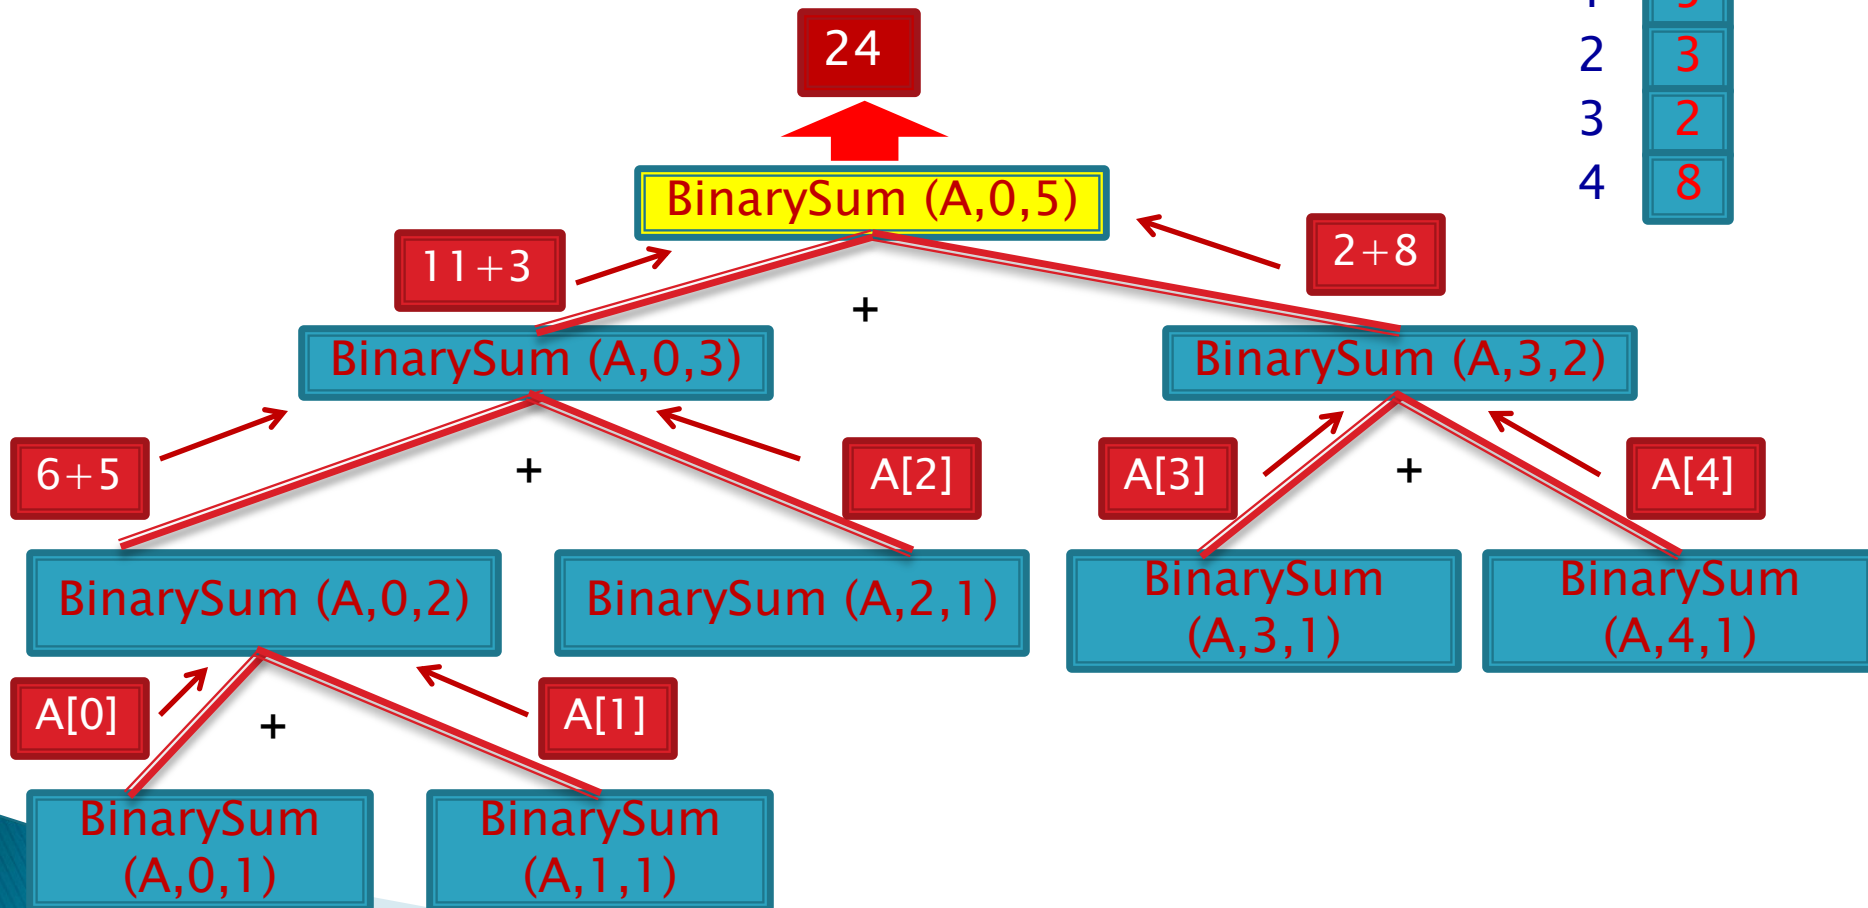 24
2 3
3 2
4 8
BinarySum (A,0,5)
11+3
2+8
+
BinarySum (A,0,3)
BinarySum (A,3,2)
6+5
+
A[2]
A[3]
+
A[4]
BinarySum (A,0,2)
BinarySum (A,2,1)
BinarySum
(A,3,1)
BinarySum
(A,4,1)
A[0]
+
A[1]
BinarySum
(A,0,1)
BinarySum
(A,1,1)